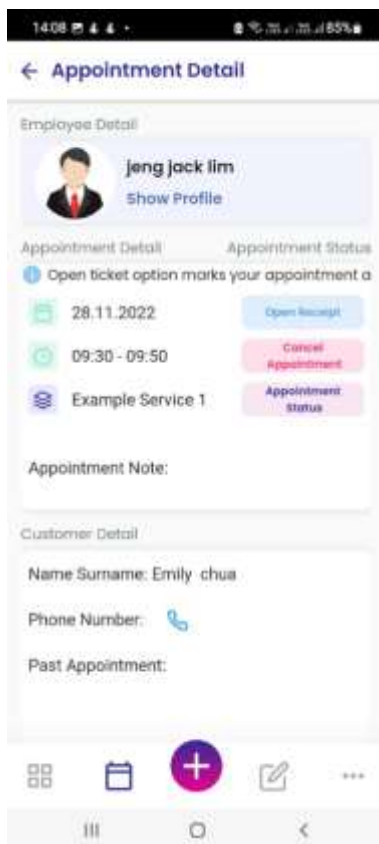 14:08
85%
Appointment Detail
Employee Detail
jeng jack lim
Show Profile
Appointment Detail Appointment Status
Open ticket option marks your appointment a
28.11.2022 Open Receipt
09:30 - 09:50 Cancel
Appointment
Example Service 1 Appointment
Status
Appointment Note:
Customer Detail
Name Surname: Emily chua
Phone Number:
Past Appointment: